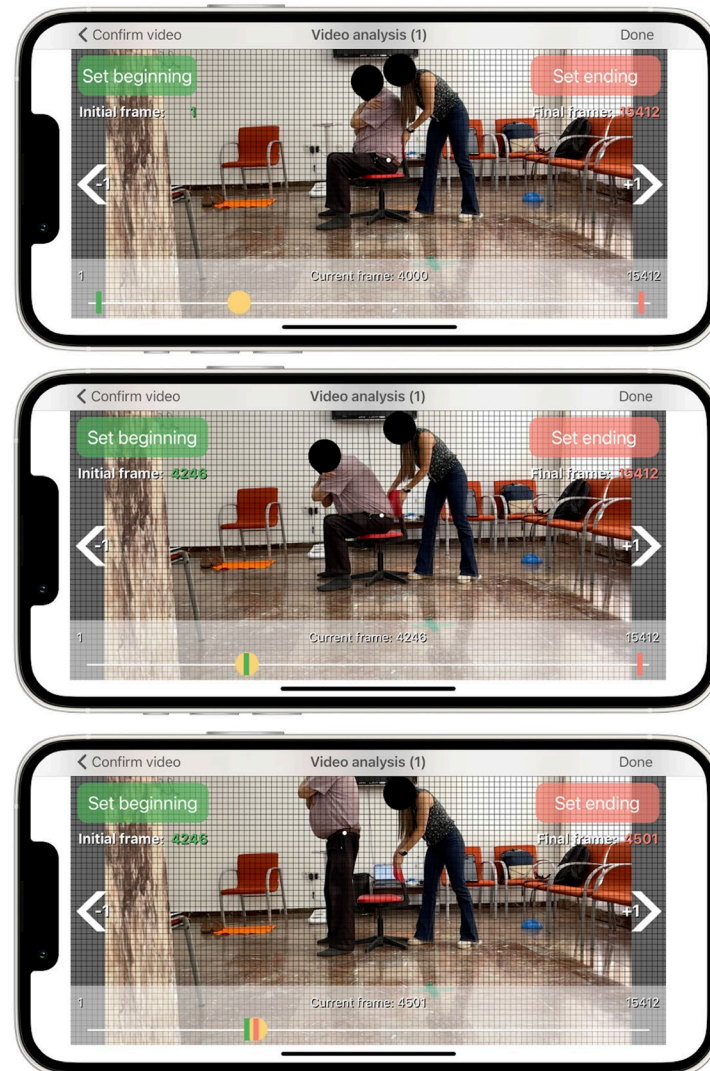 Confirm video Video analysis (1) Done
Set beginning Set ending
Initial frame: 1 Final frame: 15412
-1 +1
1 Current frame: 4000 15412
Confirm video Video analysis (1) Done
Set beginning Set ending
Initial frame: 4246 Final frame: 15412
-1 +1
1 Current frame: 4246 15412
Confirm video Video analysis (1) Done
Set beginning Set ending
Initial frame: 4246 Final frame: 4501
-1 +1
1 Current frame: 4501 15412